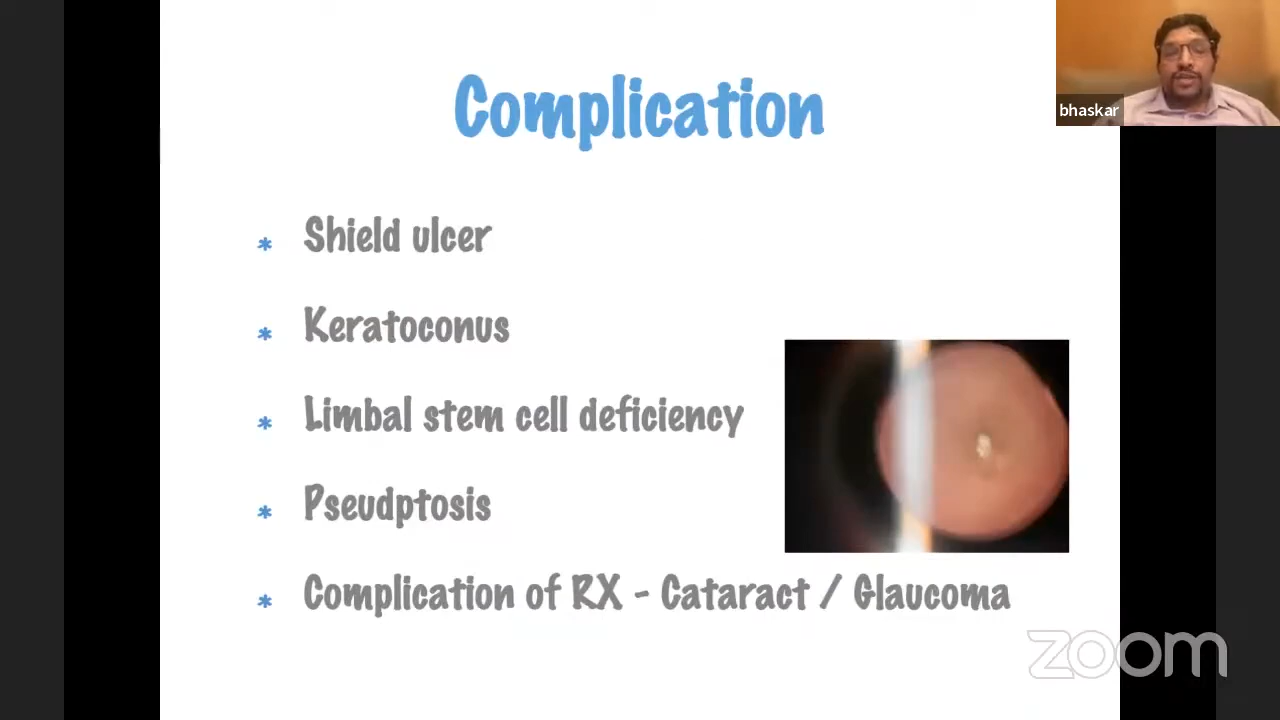 Complication
bhaskar
* Shield ulcer
* Keratoconus
* Limbal stem cell deficiency
* Pseudptosis
* Complication of RX - Cataract / Glaucoma
zoom